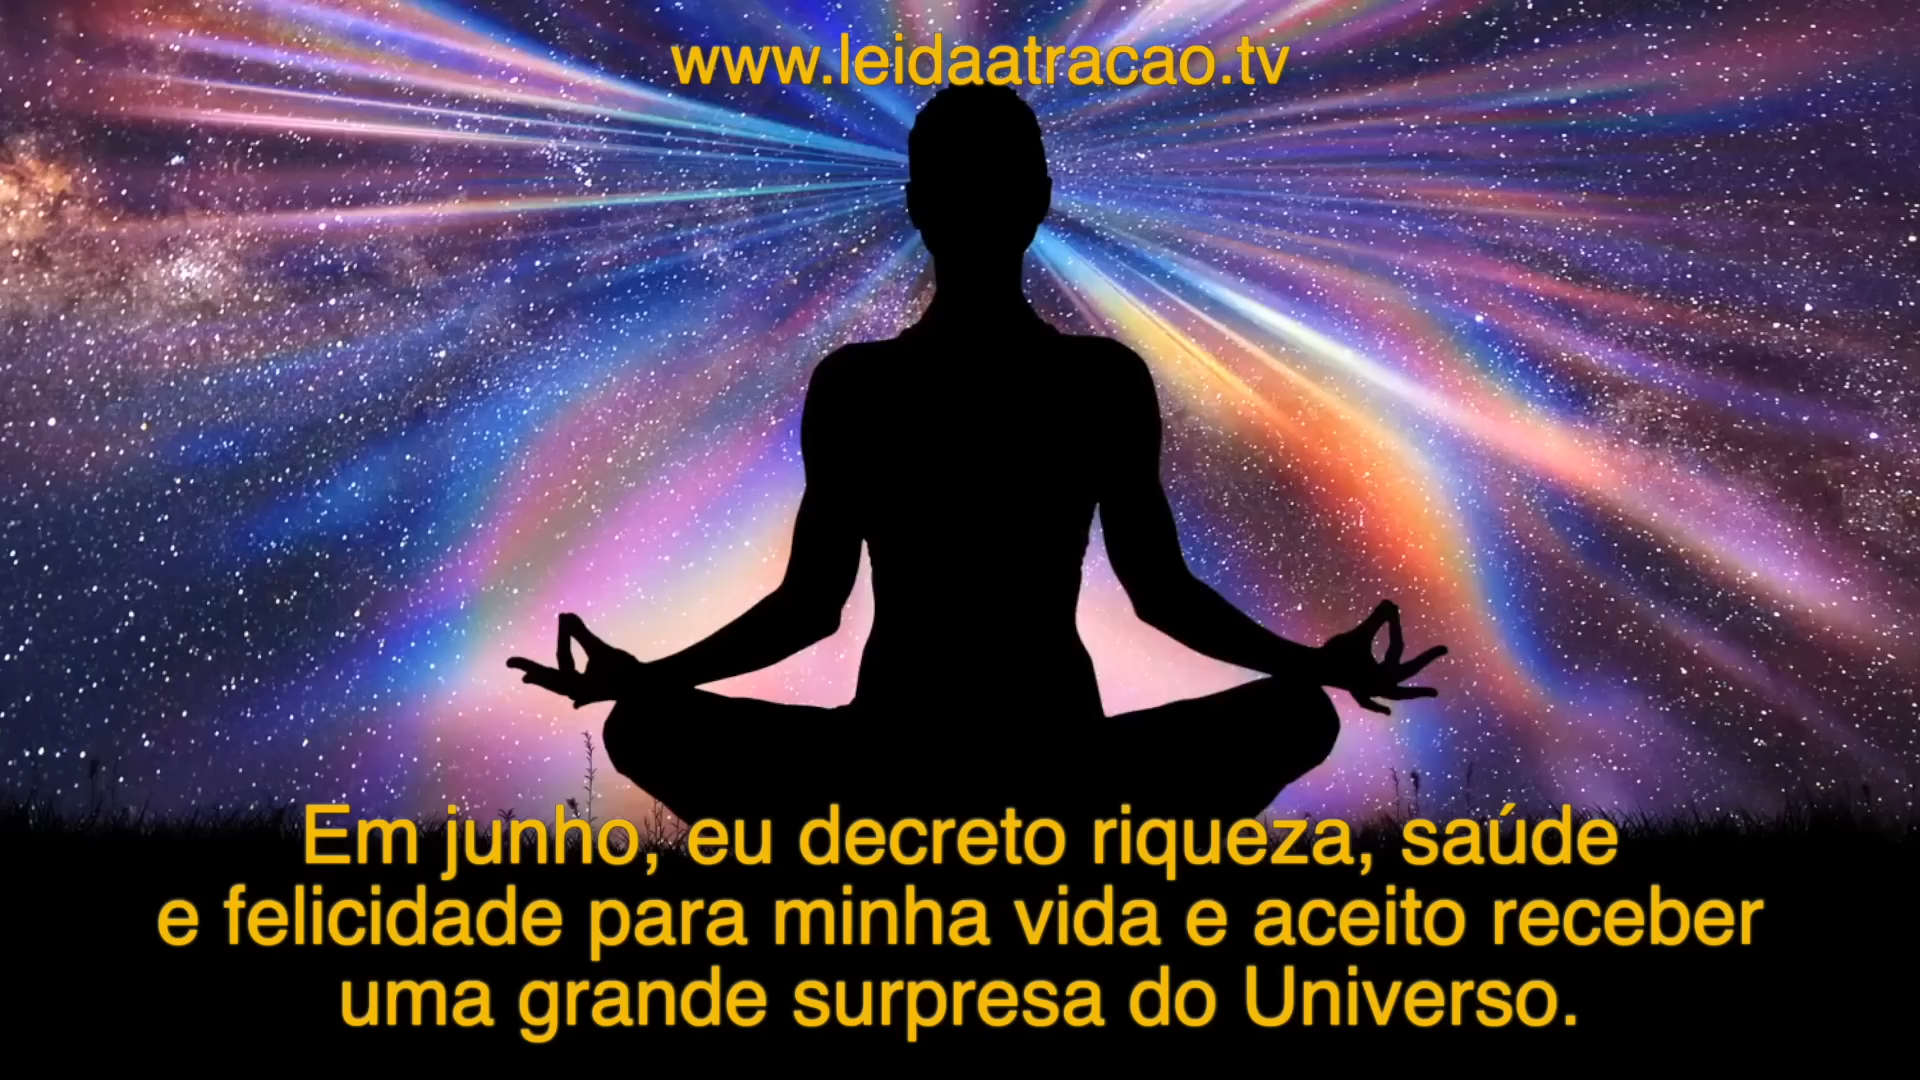 www.leidaatracao.tv
Em junho, eu decreto riqueza, saúde
e felicidade para minha vida e aceito receber
uma grande surpresa do Universo.